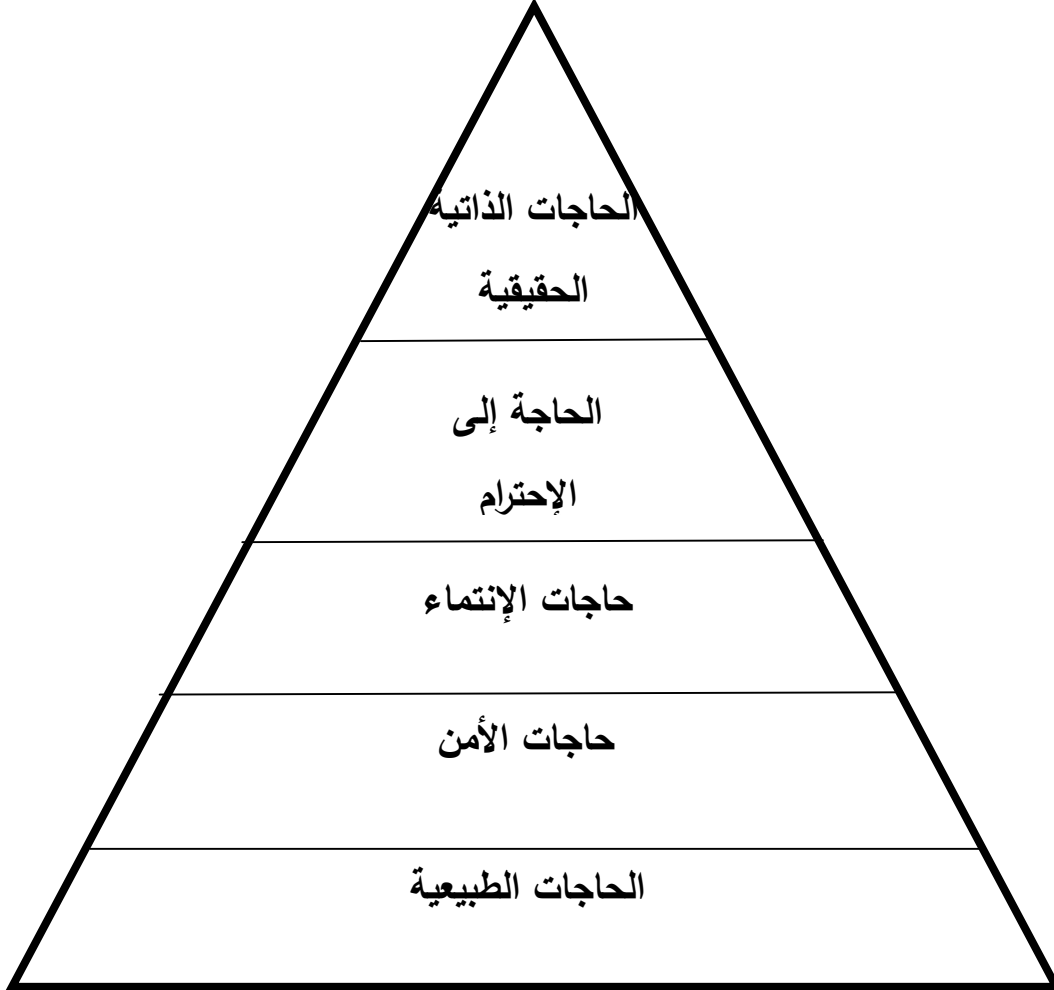 الحاجات الذاتية
الحقيقية
الحاجة إلى
الإحترام
حاجات الإنتماء
حاجات الأمن
الحاجات الطبيعية